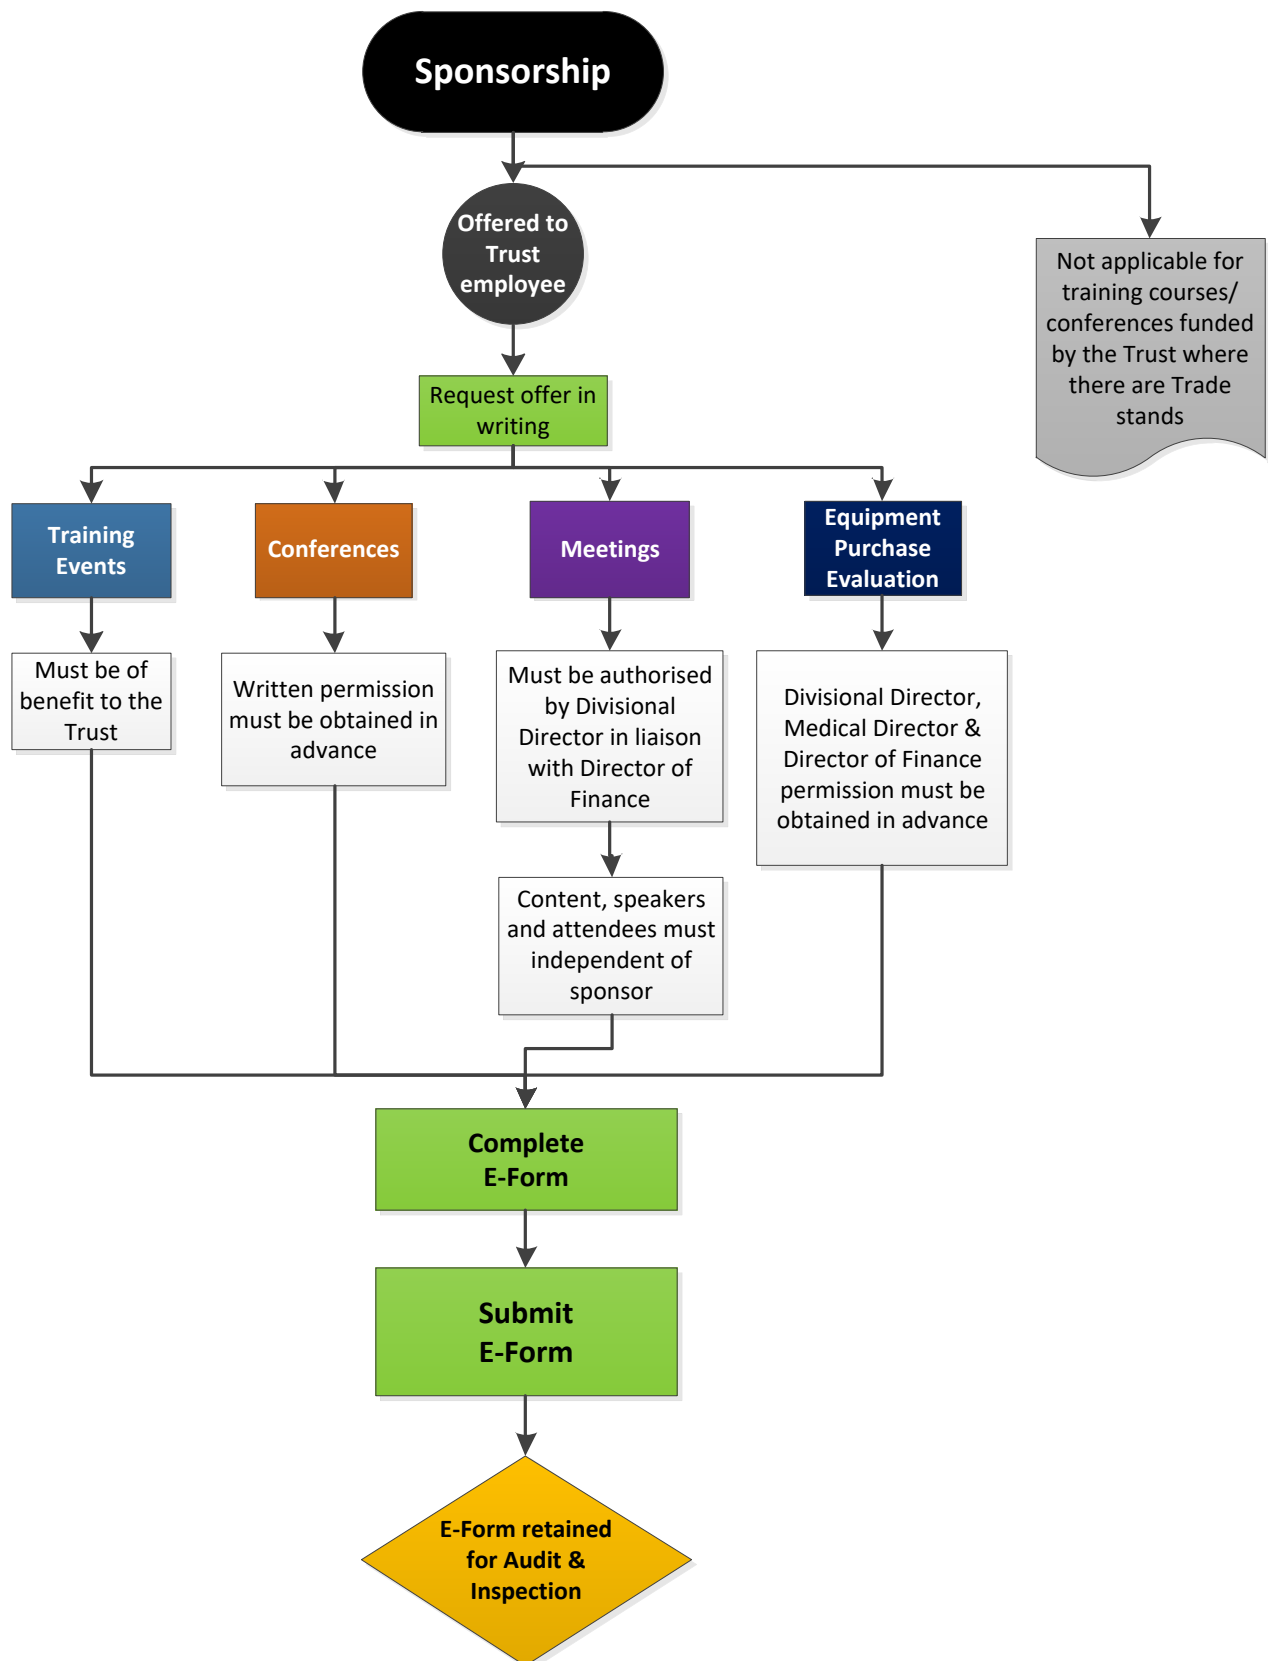 Sponsorship
Offered to
Trust
employee
Not applicable for
training courses/
conferences funded
by the Trust where
there are Trade
stands
Request offer in
writing
Training
Events
Conferences
Meetings
Equipment
Purchase
Evaluation
Must be of
benefit to the
Trust
Written permission
must be obtained in
advance
Must be authorised
by Divisional
Director in liaison
with Director of
Finance
Divisional Director,
Medical Director &
Director of Finance
permission must be
obtained in advance
Content, speakers
and attendees must
independent of
sponsor
Complete
E-Form
Submit
E-Form
E-Form retained
for Audit &
Inspection